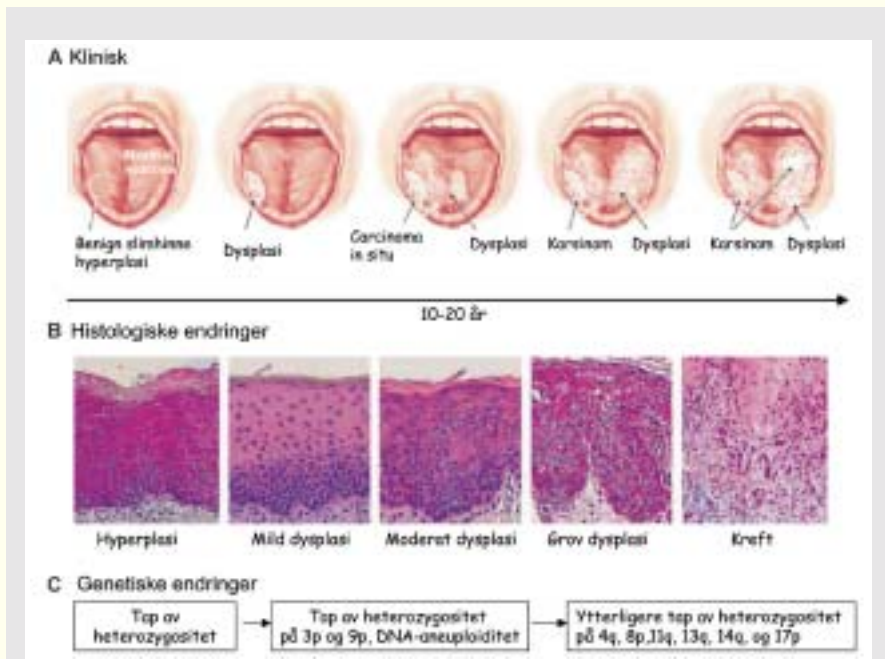 A Klinisk
Benign slimhinne
hyperplasi
Dysplasi
Carcinoma
in situ
Dysplasi
Karsinom
Dysplasi
Karsinom
Dysplasi
10-20 år
B Histologiske endringer
Hyperplasi
Mild dysplasi
Moderat dysplasi
Grov dysplasi
Kreft
C Genetiske endringer
Tap av
heterozygositet
Tap av heterozygositet
på 3p og 9p, DNA-aneuploiditet
Ytterligere tap av heterozygositet
på 4q, 8p,11q, 13q, 14q, og 17p